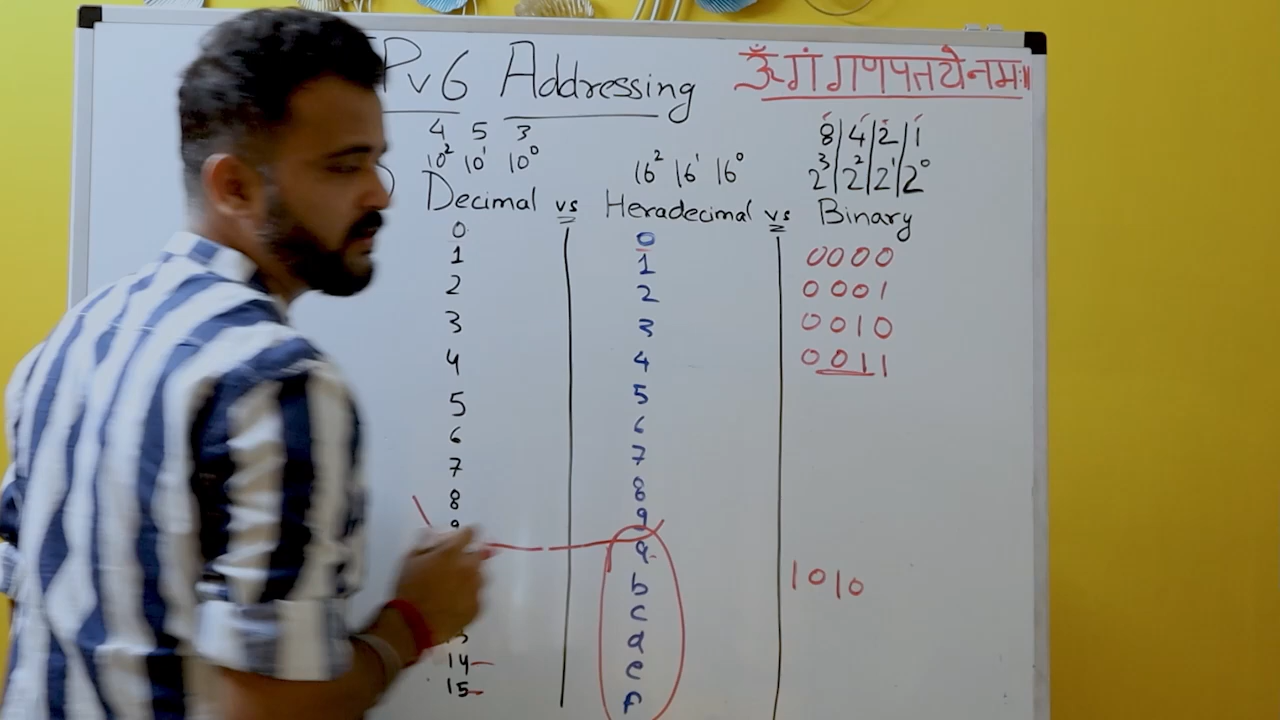 Pv6 Addressing
ॐ गं गणपतये नमः॥
4 5 3
10² 10¹ 10⁰
16² 16¹ 16⁰
8 | 4 | 2 | 1
2³ | 2² | 2¹ | 2⁰
Decimal vs Hexadecimal vs Binary
0 0 0000
1 1 0001
2 2 0010
3 3 0011
4 4
5 5
6 6
7 7
8 8
9 9
a
b 1010
c
d
14 e
15 F